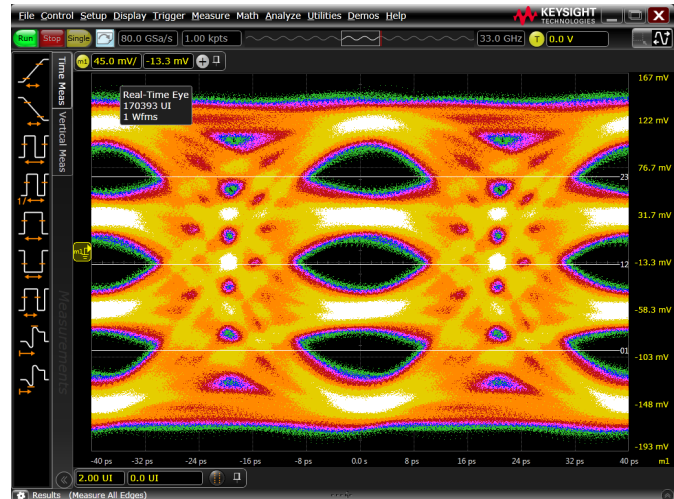 File Control Setup Display Trigger Measure Math Analyze Utilities Demos Help
KEYSIGHT
TECHNOLOGIES
Run Stop Single 80.0 GSa/s 1.00 kpts 33.0 GHz T 0.0 V
m1 45.0 mV/ -13.3 mV
Time Meas
Vertical Meas
Measurements
Real-Time Eye
170393 UI
1 Wfms
1/
167 mV
122 mV
76.7 mV
31.7 mV
-13.3 mV
-58.3 mV
-103 mV
-148 mV
-193 mV
23
12
01
m1
-40 ps -32 ps -24 ps -16 ps -8 ps 0.0 s 8 ps 16 ps 24 ps 32 ps 40 ps m1
2.00 UI 0.0 UI
Results (Measure All Edges)